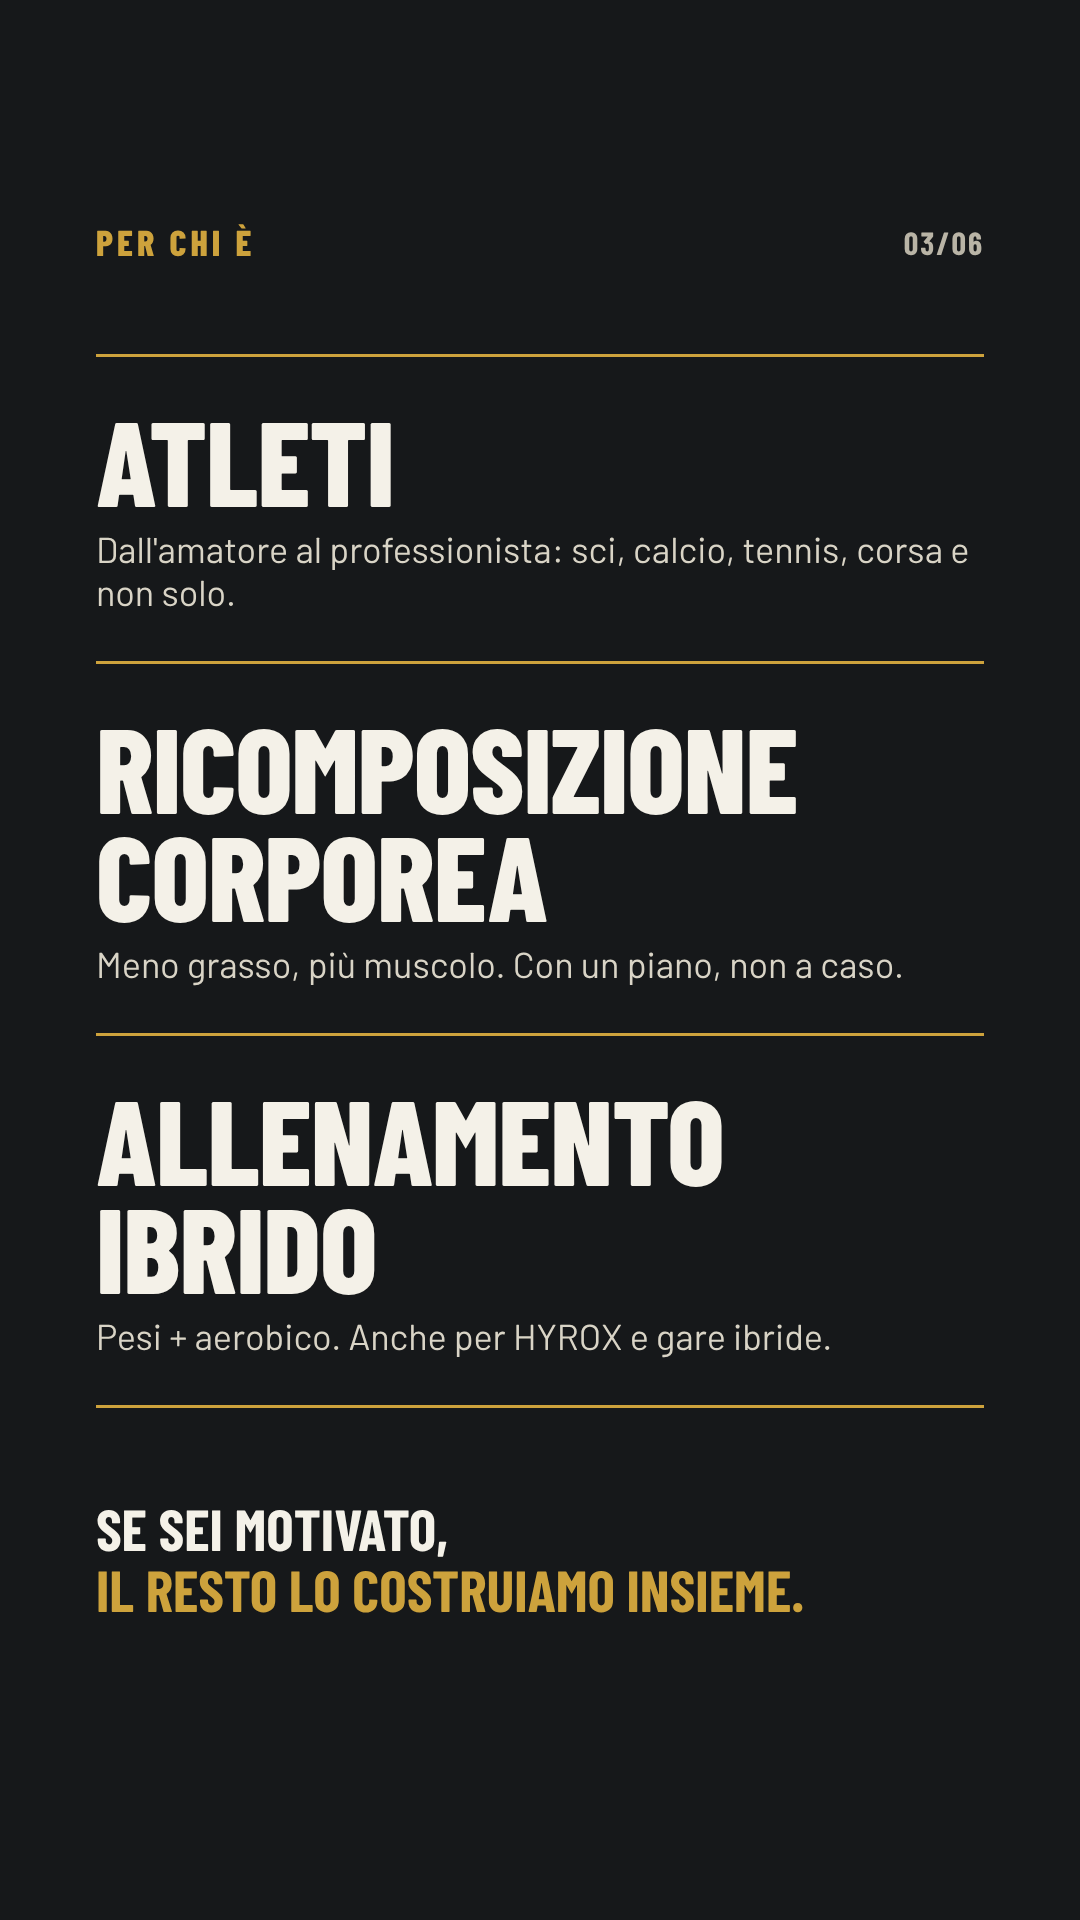 PER CHI È
03/06
ATLETI
Dall'amatore al professionista: sci, calcio, tennis, corsa e
non solo.
RICOMPOSIZIONE
CORPOREA
Meno grasso, più muscolo. Con un piano, non a caso.
ALLENAMENTO
IBRIDO
Pesi + aerobico. Anche per HYROX e gare ibride.
SE SEI MOTIVATO,
IL RESTO LO COSTRUIAMO INSIEME.